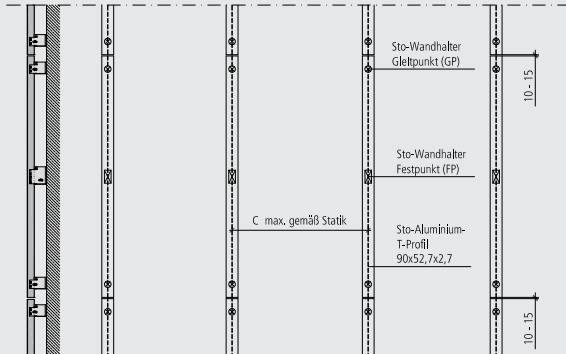 Sto-Wandhalter
Gleitpunkt (GP)
10 - 15
Sto-Wandhalter
Festpunkt (FP)
C max. gemäß Statik
Sto-Aluminium-
T-Profil
90x52,7x2,7
10 - 15